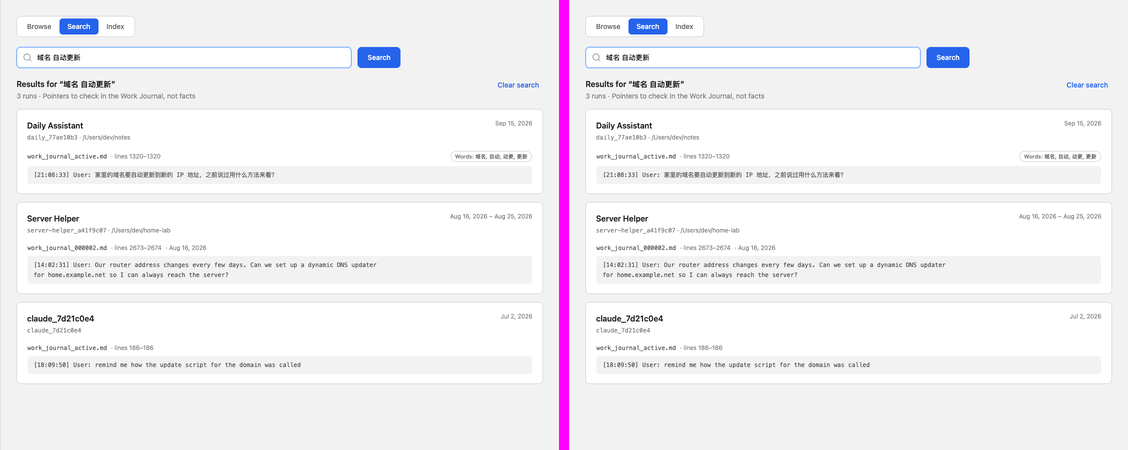 Browse Search Index
域名 自动更新 Search
Results for “域名 自动更新” Clear search
3 runs · Pointers to check in the Work Journal, not facts
Daily Assistant Sep 15, 2026
daily_77ae10b3 · /Users/dev/notes
work_journal_active.md · lines 1320–1320 Words: 域名, 自动, 动更, 更新
[21:08:33] User: 家里的域名要自动更新到新的 IP 地址，之前说过用什么方法来着?
Server Helper Aug 16, 2026 – Aug 25, 2026
server-helper_a41f9c07 · /Users/dev/home-lab
work_journal_000002.md · lines 2673–2674 · Aug 16, 2026
[14:02:31] User: Our router address changes every few days. Can we set up a dynamic DNS updater
for home.example.net so I can always reach the server?
claude_7d21c0e4 Jul 2, 2026
claude_7d21c0e4
work_journal_active.md · lines 186–186
[18:09:50] User: remind me how the update script for the domain was called
Browse Search Index
域名 自动更新 Search
Results for “域名 自动更新” Clear search
3 runs · Pointers to check in the Work Journal, not facts
Daily Assistant Sep 15, 2026
daily_77ae10b3 · /Users/dev/notes
work_journal_active.md · lines 1320–1320 Words: 域名, 自动, 动更, 更新
[21:08:33] User: 家里的域名要自动更新到新的 IP 地址，之前说过用什么方法来着?
Server Helper Aug 16, 2026 – Aug 25, 2026
server-helper_a41f9c07 · /Users/dev/home-lab
work_journal_000002.md · lines 2673–2674 · Aug 16, 2026
[14:02:31] User: Our router address changes every few days. Can we set up a dynamic DNS updater
for home.example.net so I can always reach the server?
claude_7d21c0e4 Jul 2, 2026
claude_7d21c0e4
work_journal_active.md · lines 186–186
[18:09:50] User: remind me how the update script for the domain was called